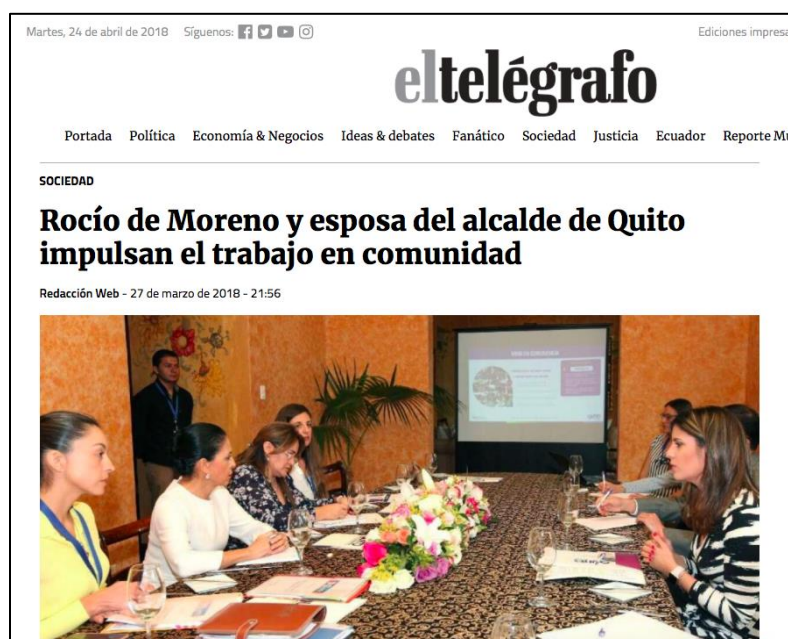 Martes, 24 de abril de 2018 Síguenos:
Ediciones impresa
eltelégrafo
Portada Política Economía & Negocios Ideas & debates Fanático Sociedad Justicia Ecuador Reporte Mu
SOCIEDAD
Rocío de Moreno y esposa del alcalde de Quito
impulsan el trabajo en comunidad
Redacción Web - 27 de marzo de 2018 - 21:56